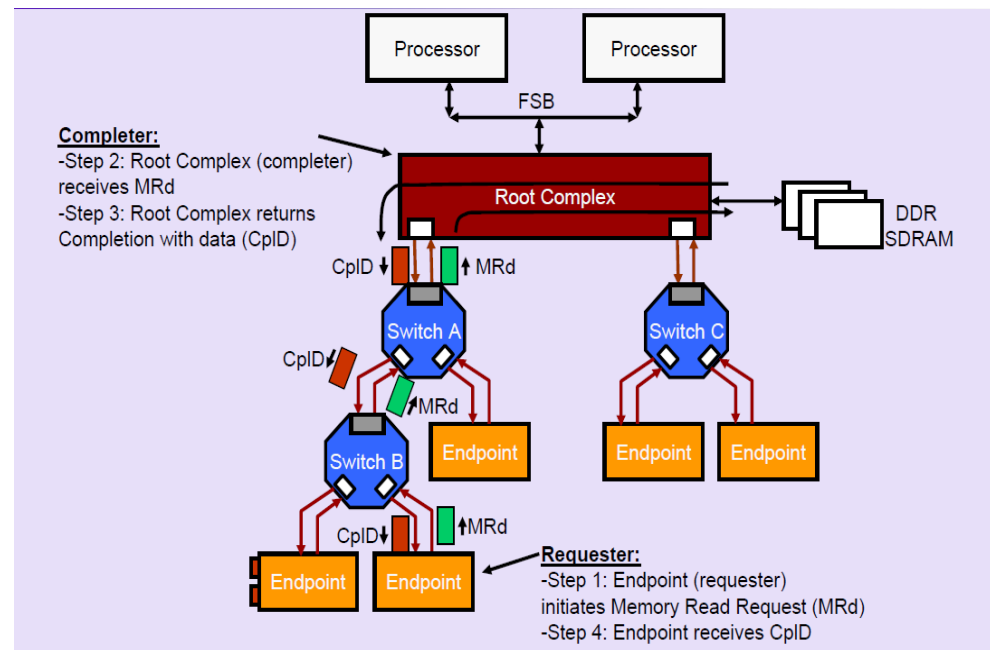 Processor
Processor
FSB
Completer:
-Step 2: Root Complex (completer)
receives MRd
-Step 3: Root Complex returns
Completion with data (CplD)
Root Complex
DDR
SDRAM
CplD
MRd
Switch A
Switch C
CplD
MRd
Endpoint
Endpoint
Endpoint
Switch B
CplD
MRd
Endpoint
Endpoint
Requester:
-Step 1: Endpoint (requester)
initiates Memory Read Request (MRd)
-Step 4: Endpoint receives CplD